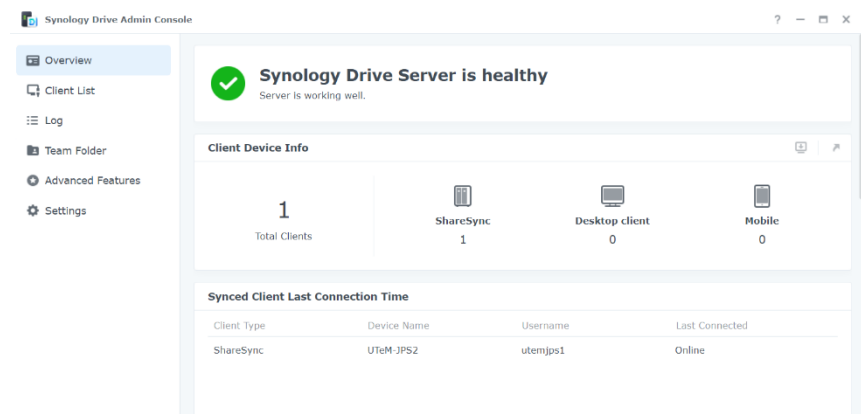 Synology Drive Admin Console
?
Overview
Client List
Log
Team Folder
Advanced Features
Settings
Synology Drive Server is healthy
Server is working well.
Client Device Info
1
Total Clients
ShareSync
1
Desktop client
0
Mobile
0
Synced Client Last Connection Time
Client Type Device Name Username Last Connected
ShareSync UTeM-JPS2 utemjps1 Online